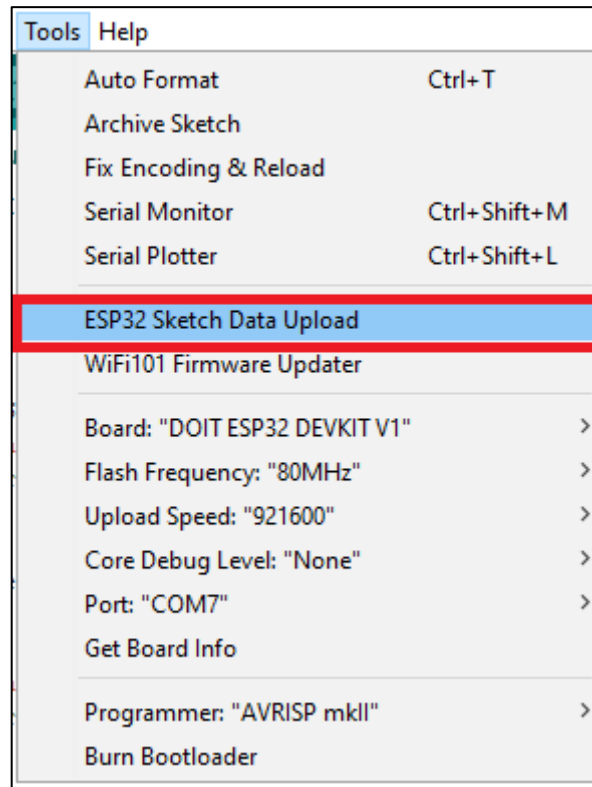 Tools Help
Auto Format Ctrl+T
Archive Sketch
Fix Encoding & Reload
Serial Monitor Ctrl+Shift+M
Serial Plotter Ctrl+Shift+L
ESP32 Sketch Data Upload
WiFi101 Firmware Updater
Board: "DOIT ESP32 DEVKIT V1"
Flash Frequency: "80MHz"
Upload Speed: "921600"
Core Debug Level: "None"
Port: "COM7"
Get Board Info
Programmer: "AVRISP mkII"
Burn Bootloader